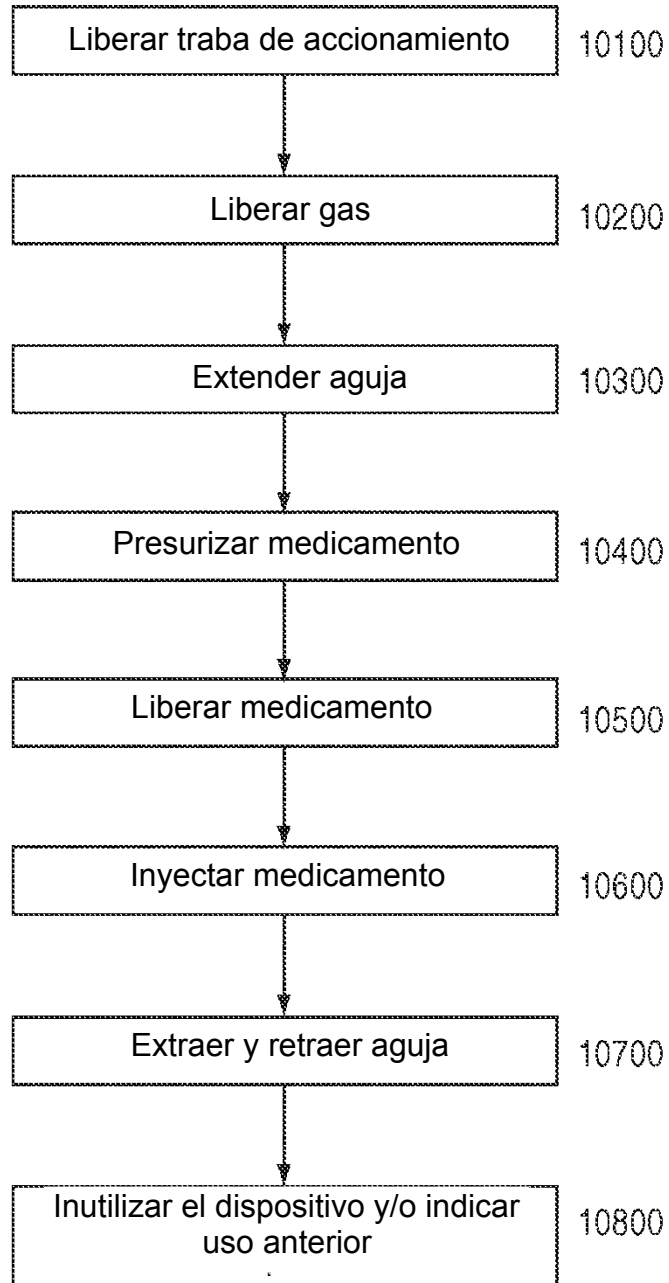 Liberar traba de accionamiento 10100
Liberar gas 10200
Extender aguja 10300
Presurizar medicamento 10400
Liberar medicamento 10500
Inyectar medicamento 10600
Extraer y retraer aguja 10700
Inutilizar el dispositivo y/o indicar
uso anterior 10800